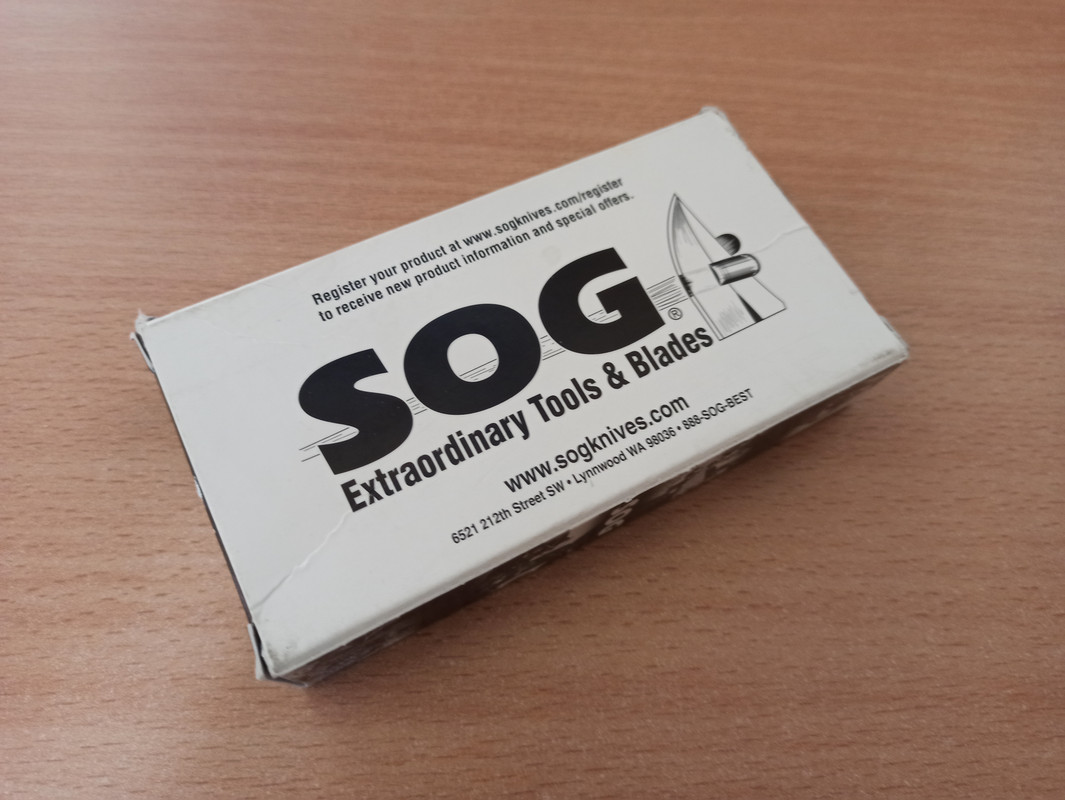 Register your product at www.sogknives.com/register
to receive new product information and special offers.
SOG®
Extraordinary Tools & Blades
www.sogknives.com
6521 212th Street SW • Lynnwood WA 98036 • 888-SOG-BEST